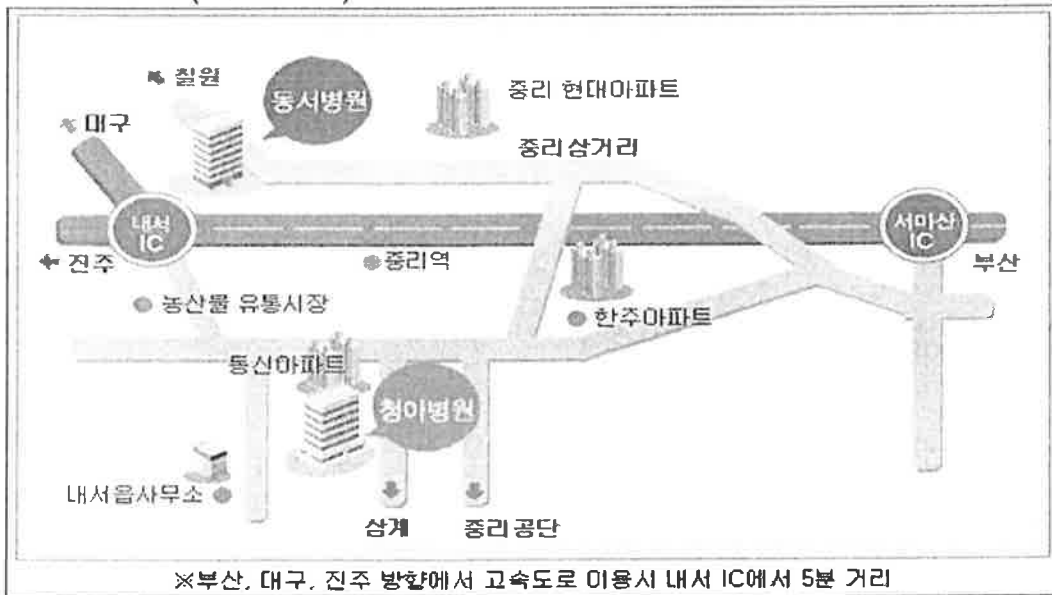 칠원
동서병원
중리 현대아파트
대구
중리삼거리
내서
IC
서마산
IC
진주
중리역
부산
농산물 유통시장
한주아파트
동신아파트
청아병원
내서읍사무소
삼계
중리공단
※부산, 대구, 진주 방향에서 고속도로 이용시 내서 IC에서 5분 거리